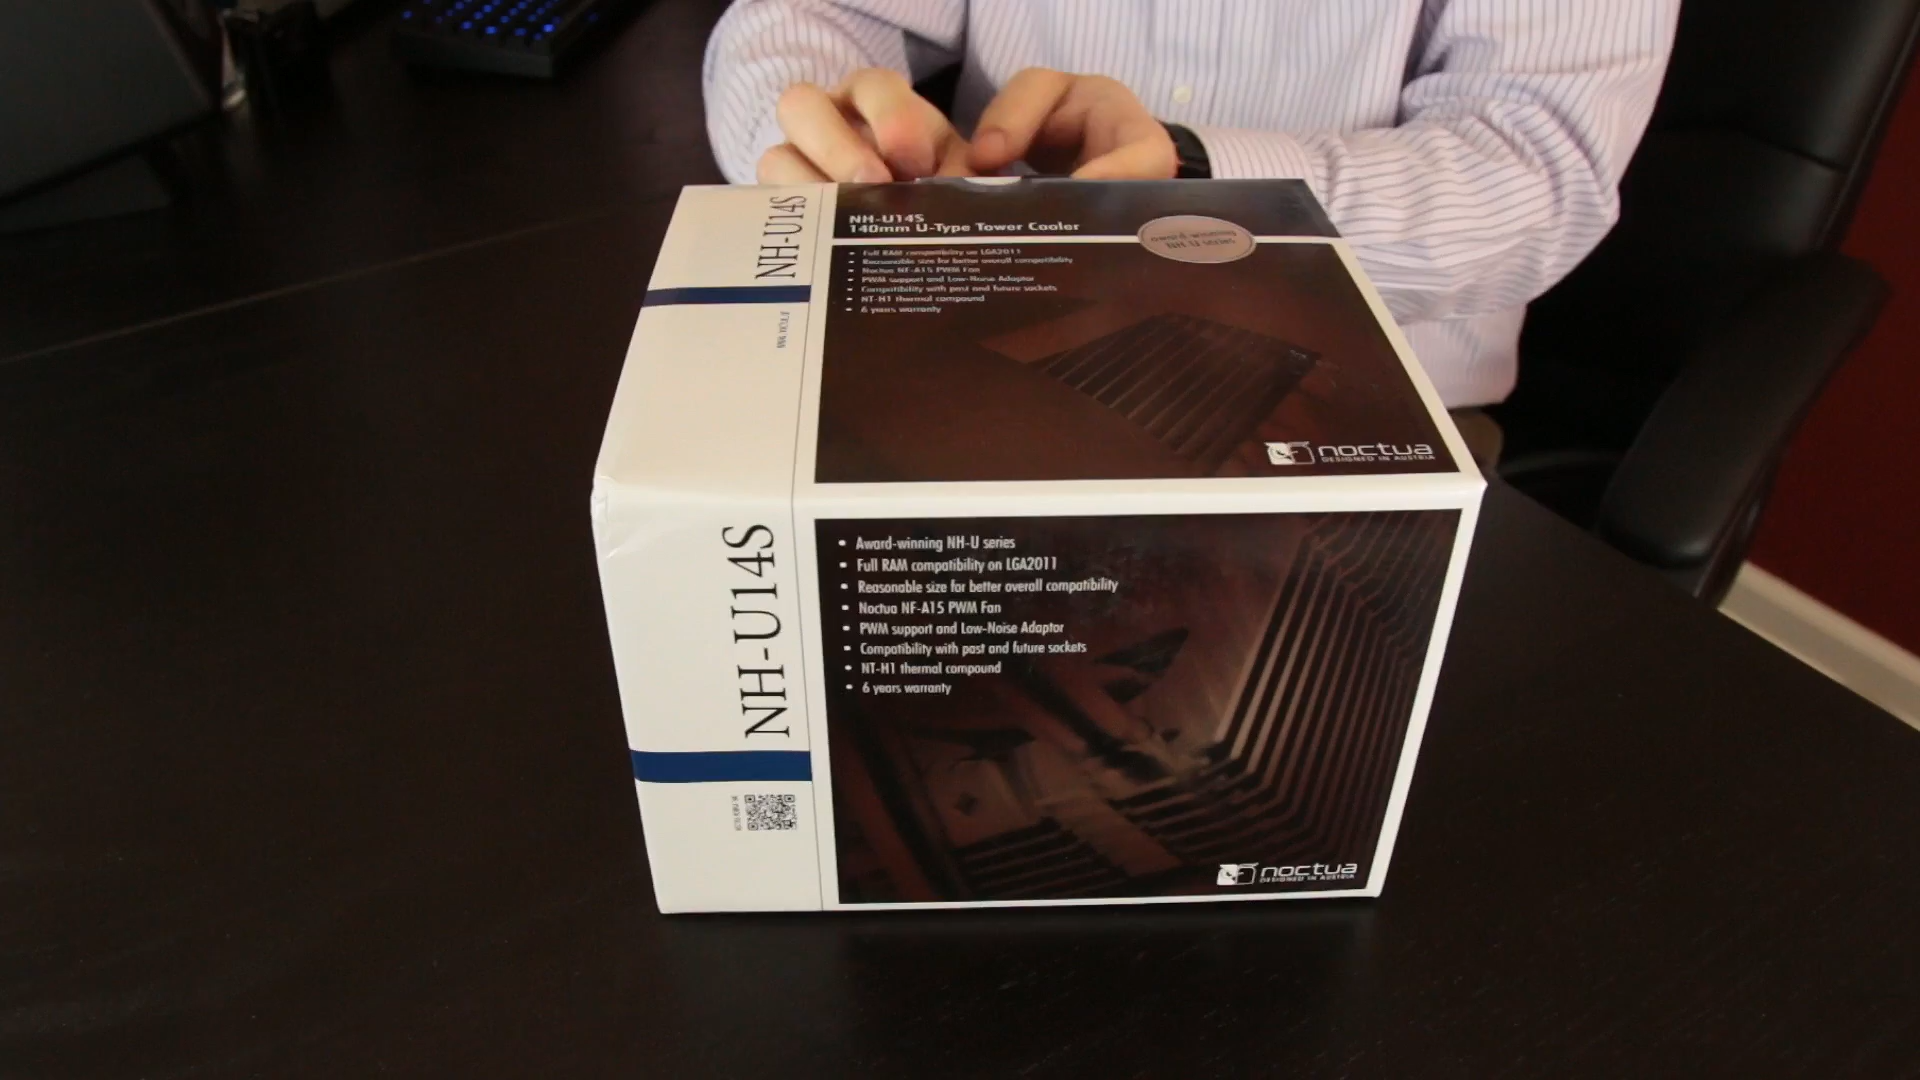 NH-U14S
NH-U14S
140mm U-Type Tower Cooler
award-winning
NH-U series
• Full RAM compatibility on LGA2011
• Reasonable size for better overall compatibility
• Noctua NF-A15 PWM Fan
• PWM support and Low-Noise Adaptor
• Compatibility with past and future sockets
• NT-H1 thermal compound
• 6 years warranty
noctua
DESIGNED IN AUSTRIA
NH-U14S
• Award-winning NH-U series
• Full RAM compatibility on LGA2011
• Reasonable size for better overall compatibility
• Noctua NF-A15 PWM Fan
• PWM support and Low-Noise Adaptor
• Compatibility with past and future sockets
• NT-H1 thermal compound
• 6 years warranty
noctua
DESIGNED IN AUSTRIA